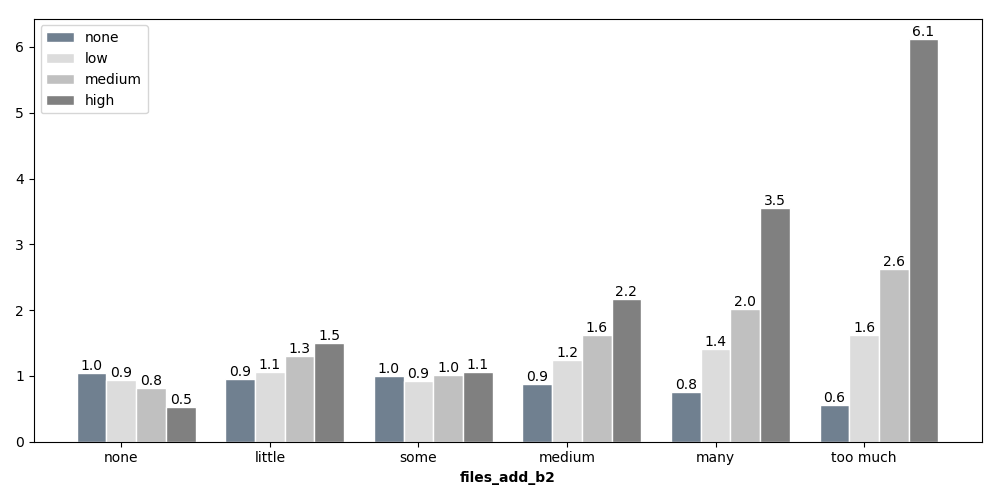 none
low
medium
high
6
5
4
3
2
1
0
1.0 0.9 0.8 0.5
0.9 1.1 1.3 1.5
1.0 0.9 1.0 1.1
0.9 1.2 1.6 2.2
0.8 1.4 2.0 3.5
0.6 1.6 2.6 6.1
none little some medium many too much
files_add_b2